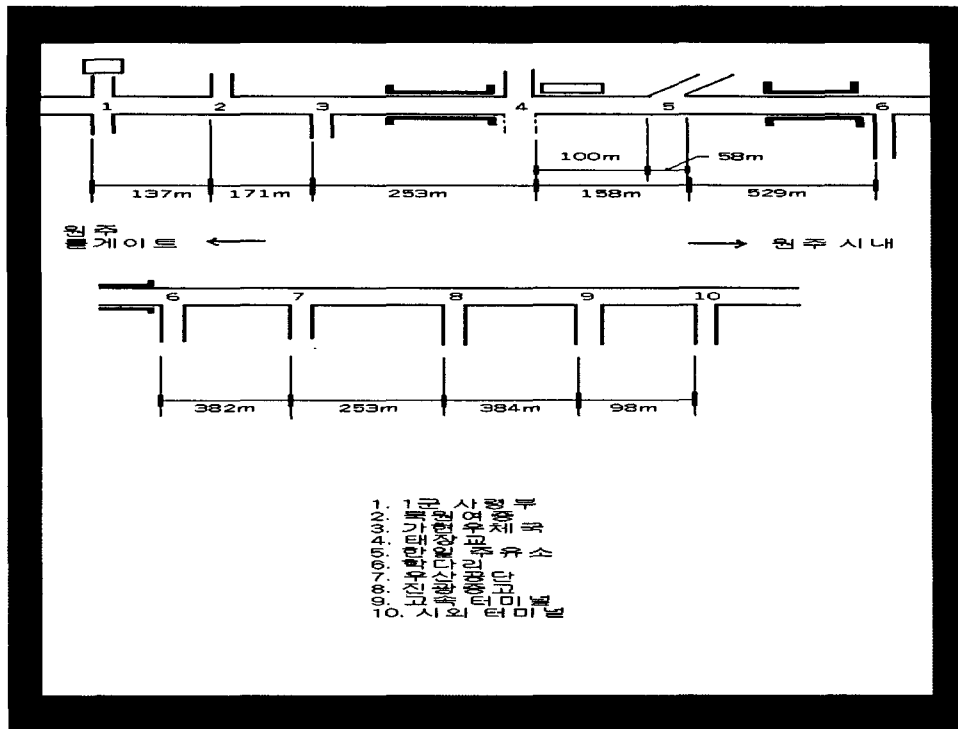 1 2 3 4 5 6
100m 58m
137m 171m 253m 158m 529m
원주
톨게이트
원주 시내
6 7 8 9 10
382m 253m 384m 98m
1. 1군 사령부
2. 북원여중
3. 가현우체국
4. 태장교
5. 한일 주유소
6. 학다리
7. 우산공단
8. 진광중고
9. 고속 터미널
10. 시외 터미널